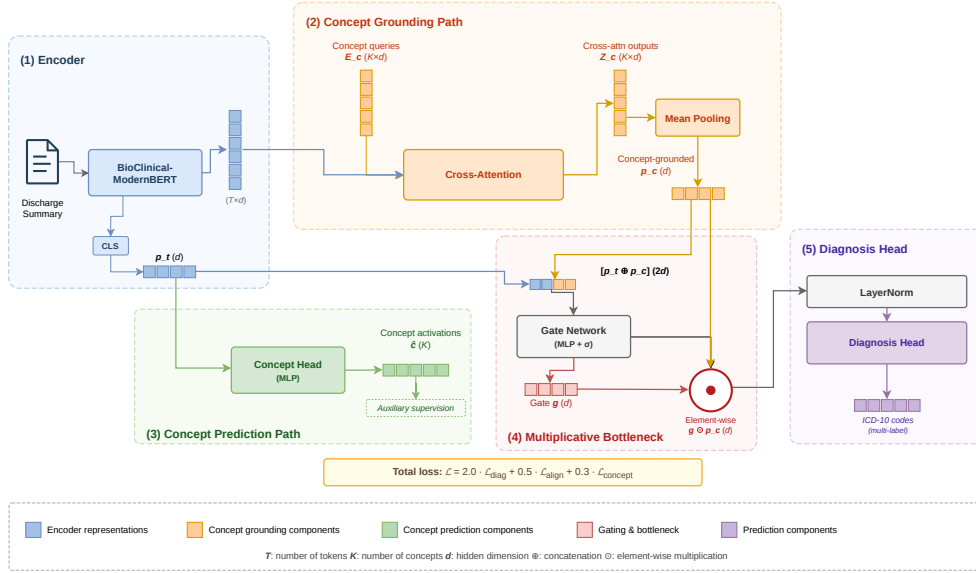 (1) Encoder
Discharge
Summary
BioClinical-
ModernBERT
(T×d)
CLS
p_t (d)
(2) Concept Grounding Path
Concept queries
E_c (K×d)
Cross-Attention
Cross-attn outputs
Z_c (K×d)
Mean Pooling
Concept-grounded
p_c (d)
Concept Head
(MLP)
Concept activations
ĉ (K)
Auxiliary supervision
(3) Concept Prediction Path
[p_t ⊕ p_c] (2d)
Gate Network
(MLP + σ)
Gate g (d)
Element-wise
g ⊙ p_c (d)
(4) Multiplicative Bottleneck
(5) Diagnosis Head
LayerNorm
Diagnosis Head
ICD-10 codes
(multi-label)
Total loss: ℒ = 2.0 · ℒdiag + 0.5 · ℒalign + 0.3 · ℒconcept
Encoder representations
Concept grounding components
Concept prediction components
Gating & bottleneck
Prediction components
T: number of tokens K: number of concepts d: hidden dimension ⊕: concatenation ⊙: element-wise multiplication